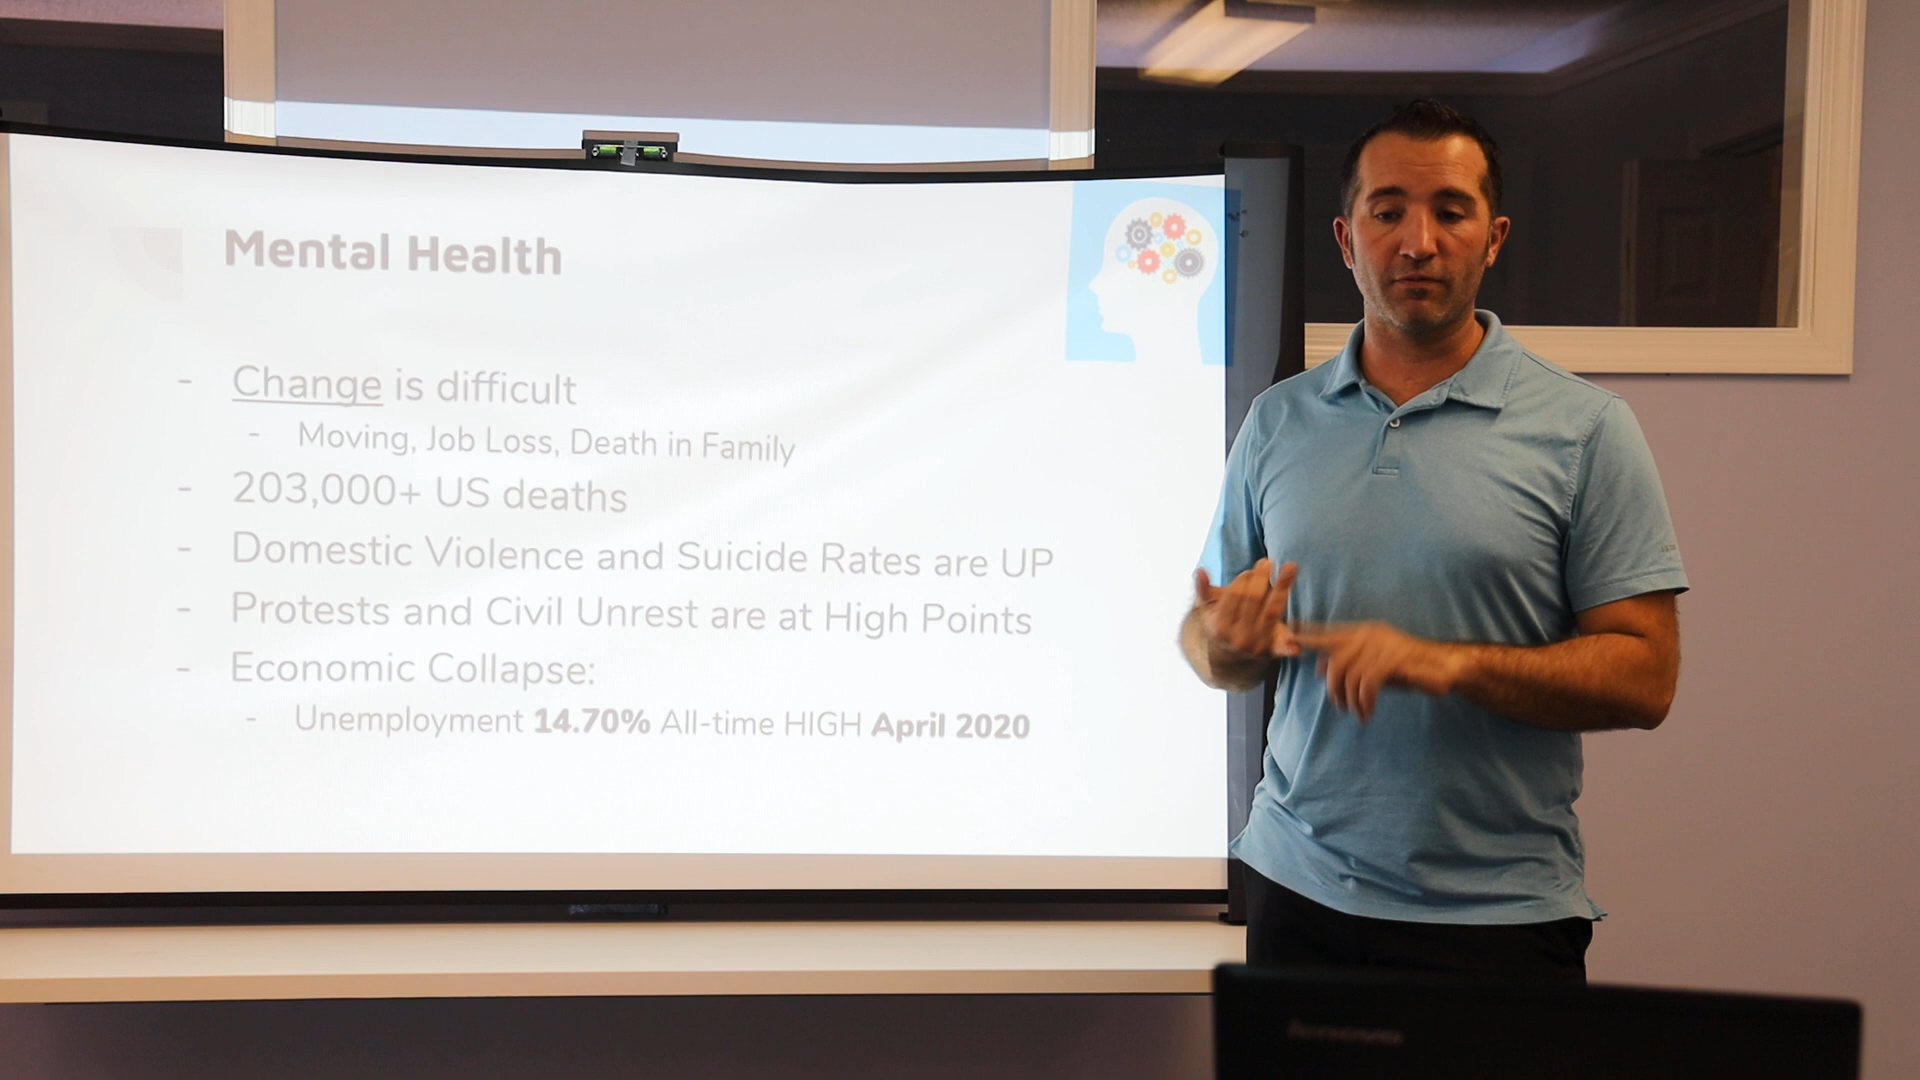 Mental Health
- Change is difficult
- Moving, Job Loss, Death in Family
- 203,000+ US deaths
- Domestic Violence and Suicide Rates are UP
- Protests and Civil Unrest are at High Points
- Economic Collapse:
- Unemployment 14.70% All-time HIGH April 2020
lenovo